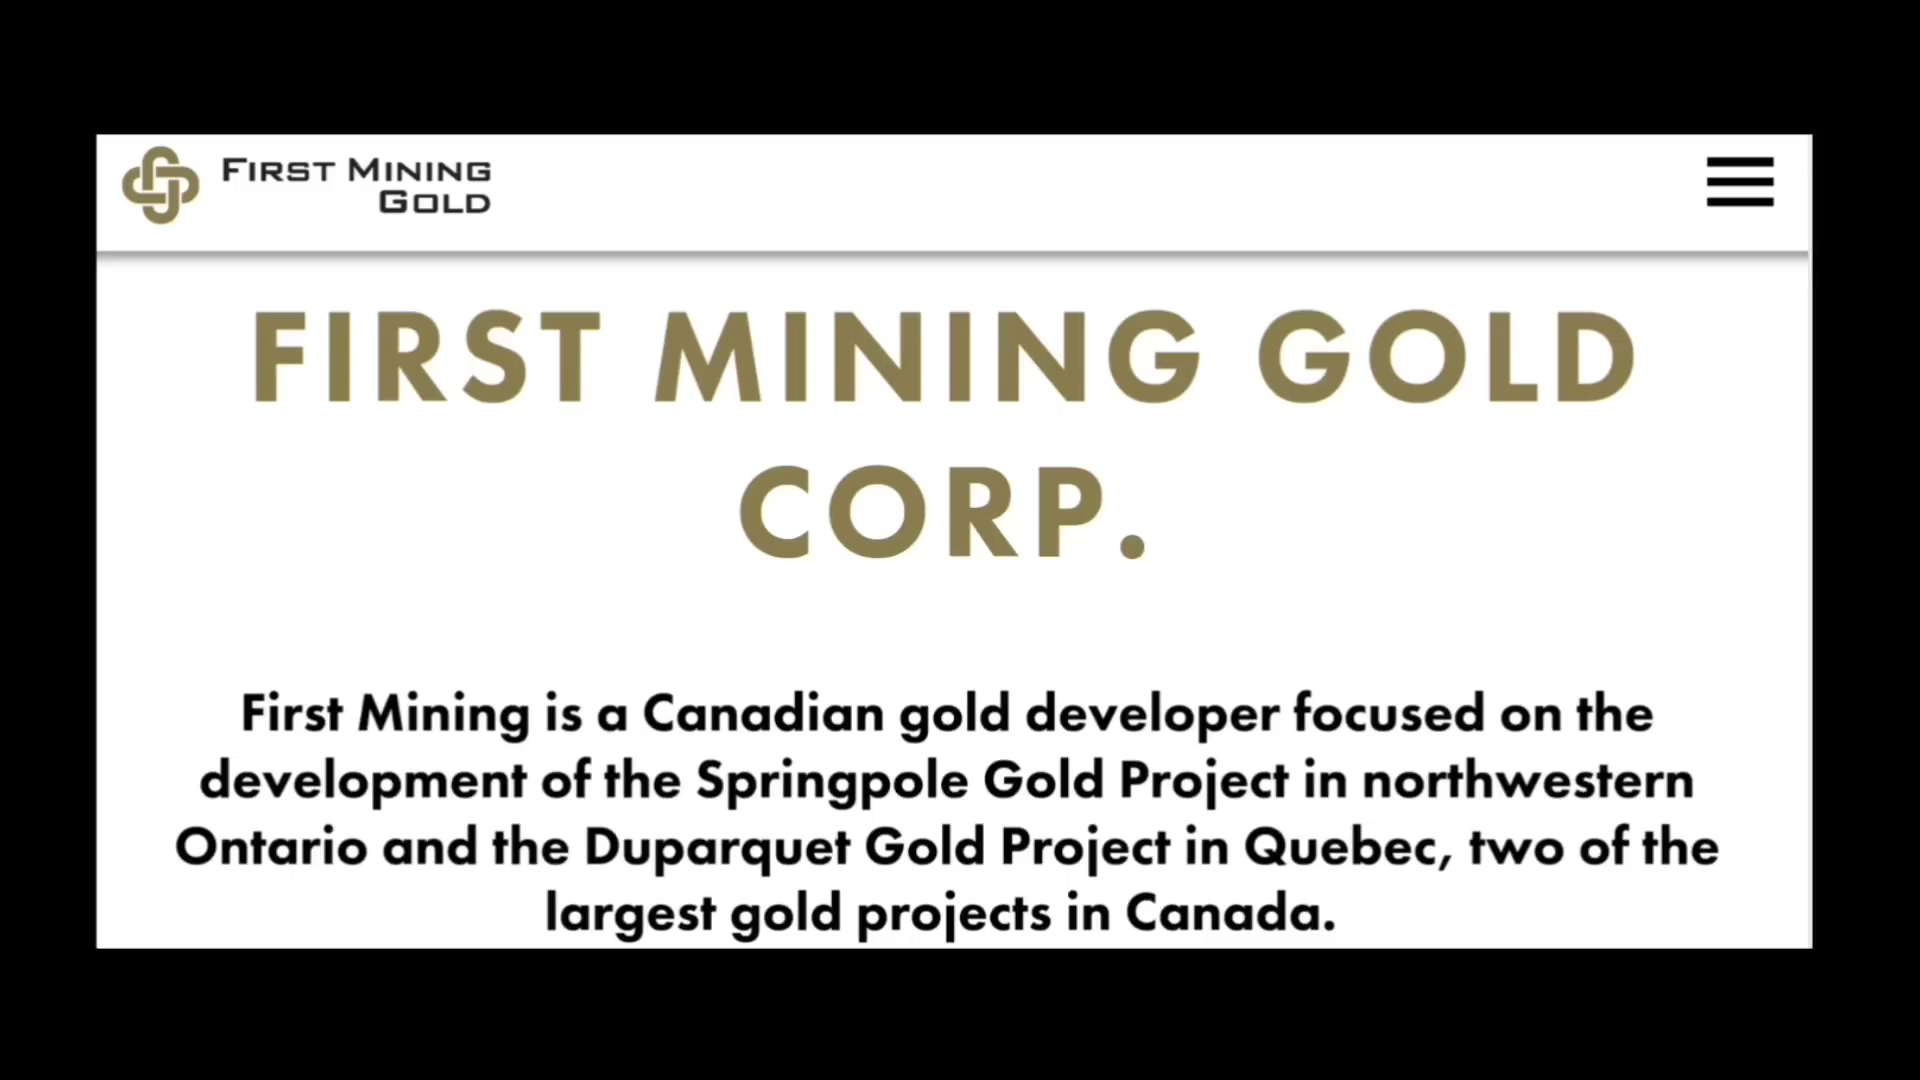 FIRST MINING
GOLD
FIRST MINING GOLD
CORP.
First Mining is a Canadian gold developer focused on the
development of the Springpole Gold Project in northwestern
Ontario and the Duparquet Gold Project in Quebec, two of the
largest gold projects in Canada.